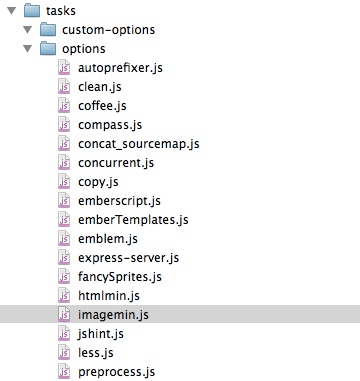 tasks
custom-options
options
autoprefixer.js
clean.js
coffee.js
compass.js
concat_sourcemap.js
concurrent.js
copy.js
emberscript.js
emberTemplates.js
emblem.js
express-server.js
fancySprites.js
htmlmin.js
imagemin.js
jshint.js
less.js
preprocess.js